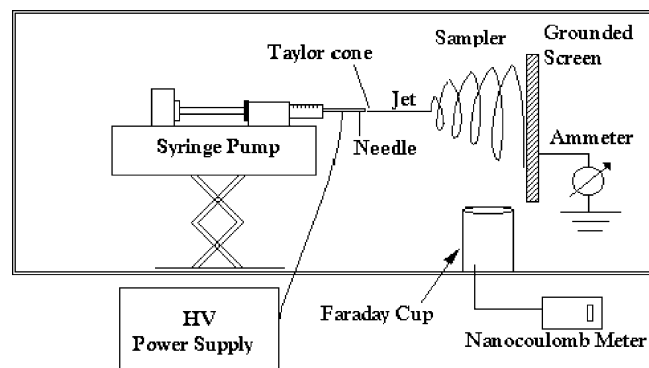 Sampler
Grounded
Screen
Taylor cone
Jet
Ammeter
Syringe Pump
Needle
HV
Power Supply
Faraday Cup
Nanocoulomb Meter